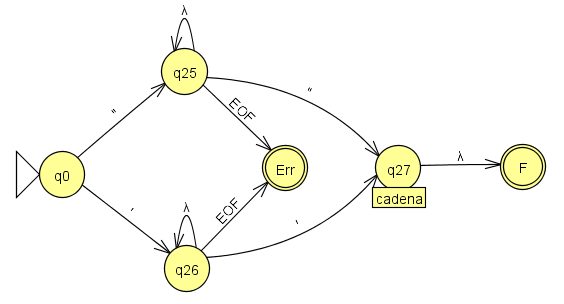 λ
q25
"
"
EOF
q0
Err
q27
λ
F
cadena
'
λ
EOF
'
q26